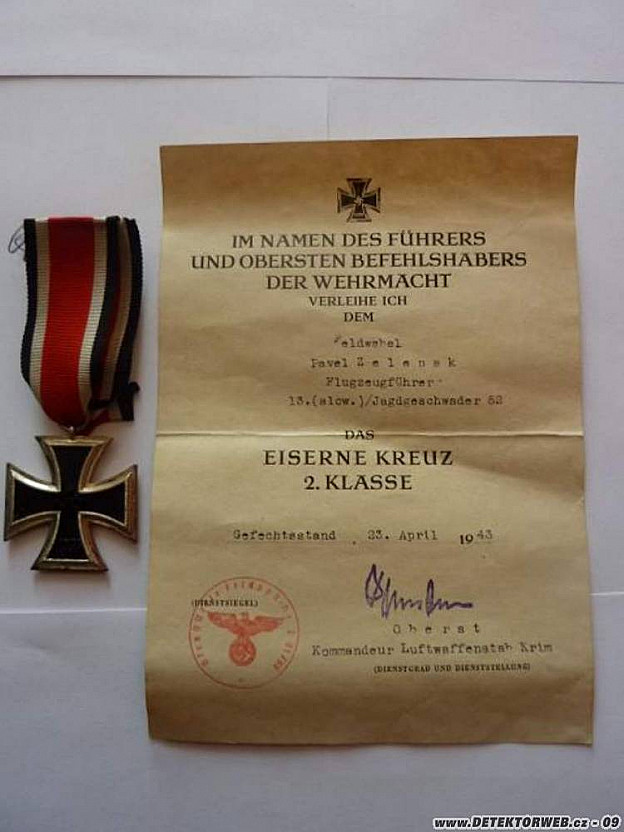 IM NAMEN DES FÜHRERS
UND OBERSTEN BEFEHLSHABERS
DER WEHRMACHT
VERLEIHE ICH
DEM
Feldwebel
Pavel Zelenak
Flugzeugführer
13.(slow.)/Jagdgeschwader 52
DAS
EISERNE KREUZ
2. KLASSE
Gefechtsstand , 23. April 1943
(DIENSTSIEGEL)
Oberst
Kommandeur Luftwaffenstab Krim
(DIENSTGRAD UND DIENSTSTELLUNG)
www.DETEKTORWEB.cz - 09